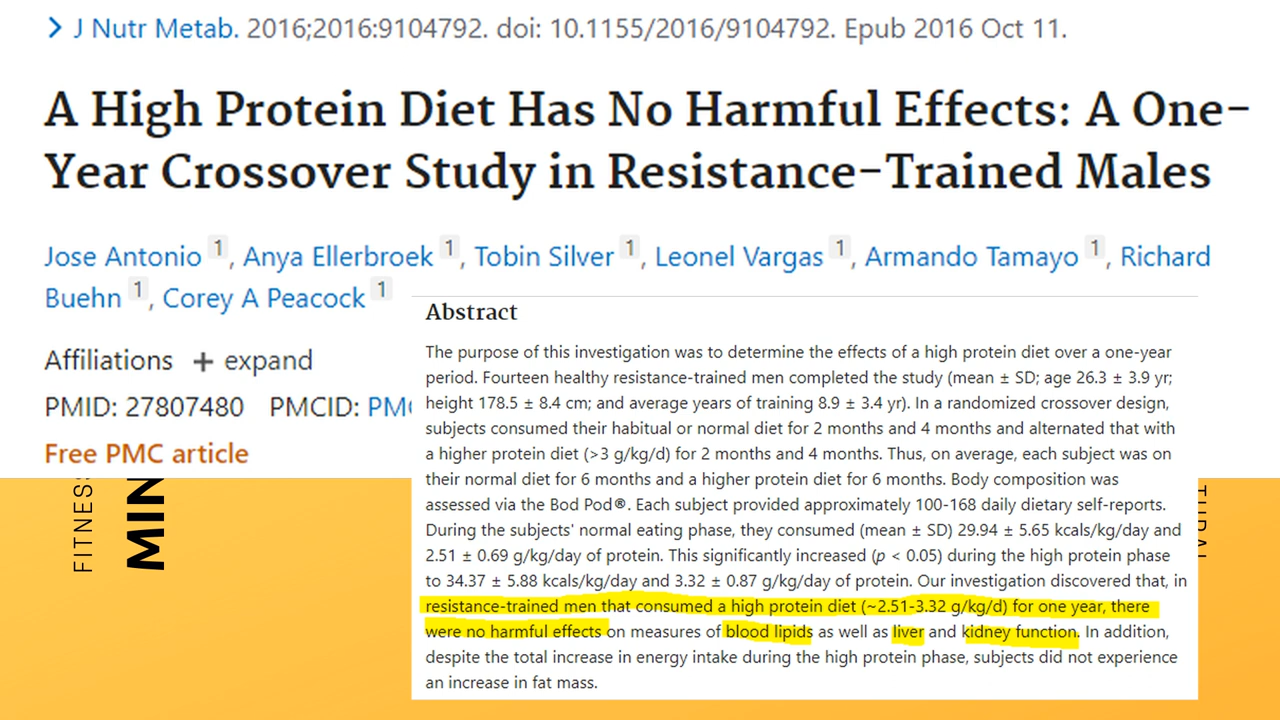 J Nutr Metab. 2016;2016:9104792. doi: 10.1155/2016/9104792. Epub 2016 Oct 11.
A High Protein Diet Has No Harmful Effects: A One-
Year Crossover Study in Resistance-Trained Males
Jose Antonio 1, Anya Ellerbroek 1, Tobin Silver 1, Leonel Vargas 1, Armando Tamayo 1, Richard
Buehn 1, Corey A Peacock 1
Affiliations + expand
PMID: 27807480 PMCID: PMC
Free PMC article
Abstract
The purpose of this investigation was to determine the effects of a high protein diet over a one-year
period. Fourteen healthy resistance-trained men completed the study (mean ± SD; age 26.3 ± 3.9 yr;
height 178.5 ± 8.4 cm; and average years of training 8.9 ± 3.4 yr). In a randomized crossover design,
subjects consumed their habitual or normal diet for 2 months and 4 months and alternated that with
a higher protein diet (>3 g/kg/d) for 2 months and 4 months. Thus, on average, each subject was on
their normal diet for 6 months and a higher protein diet for 6 months. Body composition was
assessed via the Bod Pod®. Each subject provided approximately 100-168 daily dietary self-reports.
During the subjects' normal eating phase, they consumed (mean ± SD) 29.94 ± 5.65 kcals/kg/day and
2.51 ± 0.69 g/kg/day of protein. This significantly increased (p < 0.05) during the high protein phase
to 34.37 ± 5.88 kcals/kg/day and 3.32 ± 0.87 g/kg/day of protein. Our investigation discovered that, in
resistance-trained men that consumed a high protein diet (~2.51-3.32 g/kg/d) for one year, there
were no harmful effects on measures of blood lipids as well as liver and kidney function. In addition,
despite the total increase in energy intake during the high protein phase, subjects did not experience
an increase in fat mass.
FITNESS
MIN